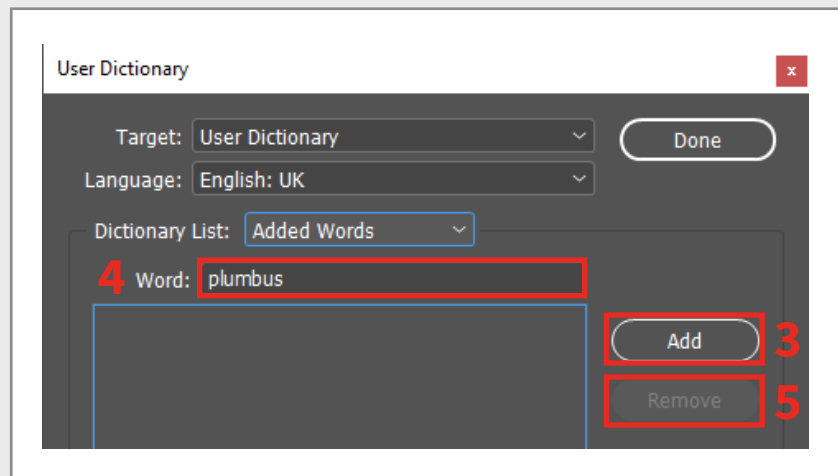 User Dictionary
x
Target: User Dictionary
Done
Language: English: UK
Dictionary List: Added Words
4 Word: plumbus
Add 3
Remove 5